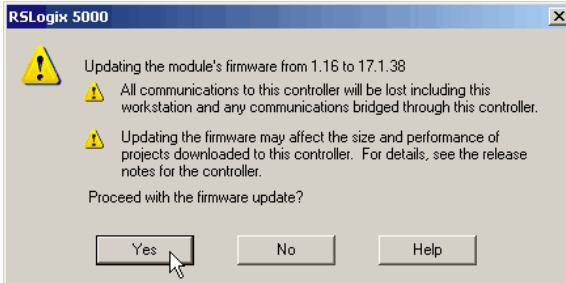 RSLogix 5000
Updating the module's firmware from 1.16 to 17.1.38
All communications to this controller will be lost including this
workstation and any communications bridged through this controller.
Updating the firmware may affect the size and performance of
projects downloaded to this controller. For details, see the release
notes for the controller.
Proceed with the firmware update?
Yes
No
Help